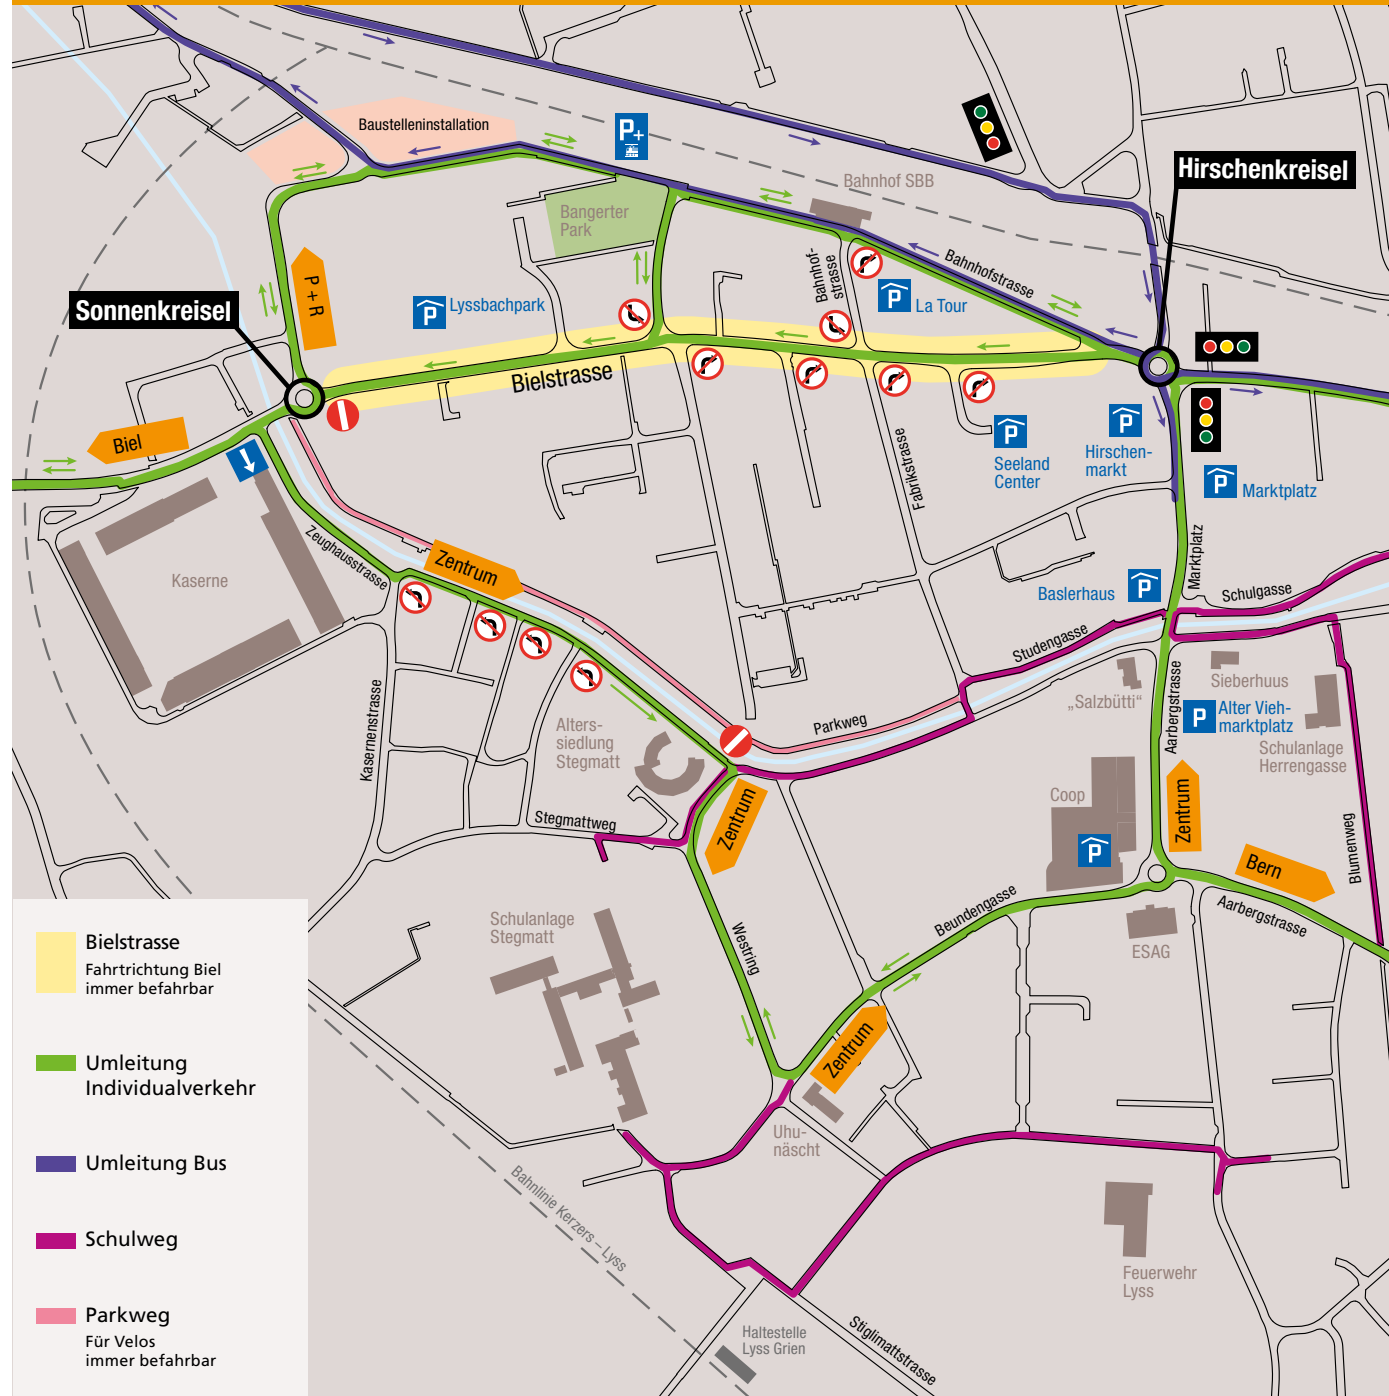 Baustelleninstallation
P+
Bahnhof SBB
Hirschenkreisel
Bangerter
Park
Bahnhof-
strasse
Bahnhofstrasse
P+R
Sonnenkreisel
P
Lyssbachpark
P
La Tour
Bielstrasse
Biel
P
Seeland
Center
P
Hirschen-
markt
P
Marktplatz
Fabrikstrasse
Marktplatz
Kaserne
Zeughausstrasse
Zentrum
Baslerhaus
P
Schulgasse
Studengasse
Kasernenstrasse
Alters-
siedlung
Stegmatt
Parkweg
„Salzbütti“
Aarbergstrasse
Sieberhuus
P
Alter Vieh-
marktplatz
Schulanlage
Herrengasse
Stegmattweg
Zentrum
Coop
P
Zentrum
Blumenweg
Bern
Aarbergstrasse
Schulanlage
Stegmatt
Westring
Beundengasse
ESAG
Zentrum
Uhu-
näscht
Bahnlinie Kerzers – Lyss
Feuerwehr
Lyss
Haltestelle
Lyss Grien
Stiglimattstrasse
Bielstrasse
Fahrtrichtung Biel
immer befahrbar
Umleitung
Individualverkehr
Umleitung Bus
Schulweg
Parkweg
Für Velos
immer befahrbar